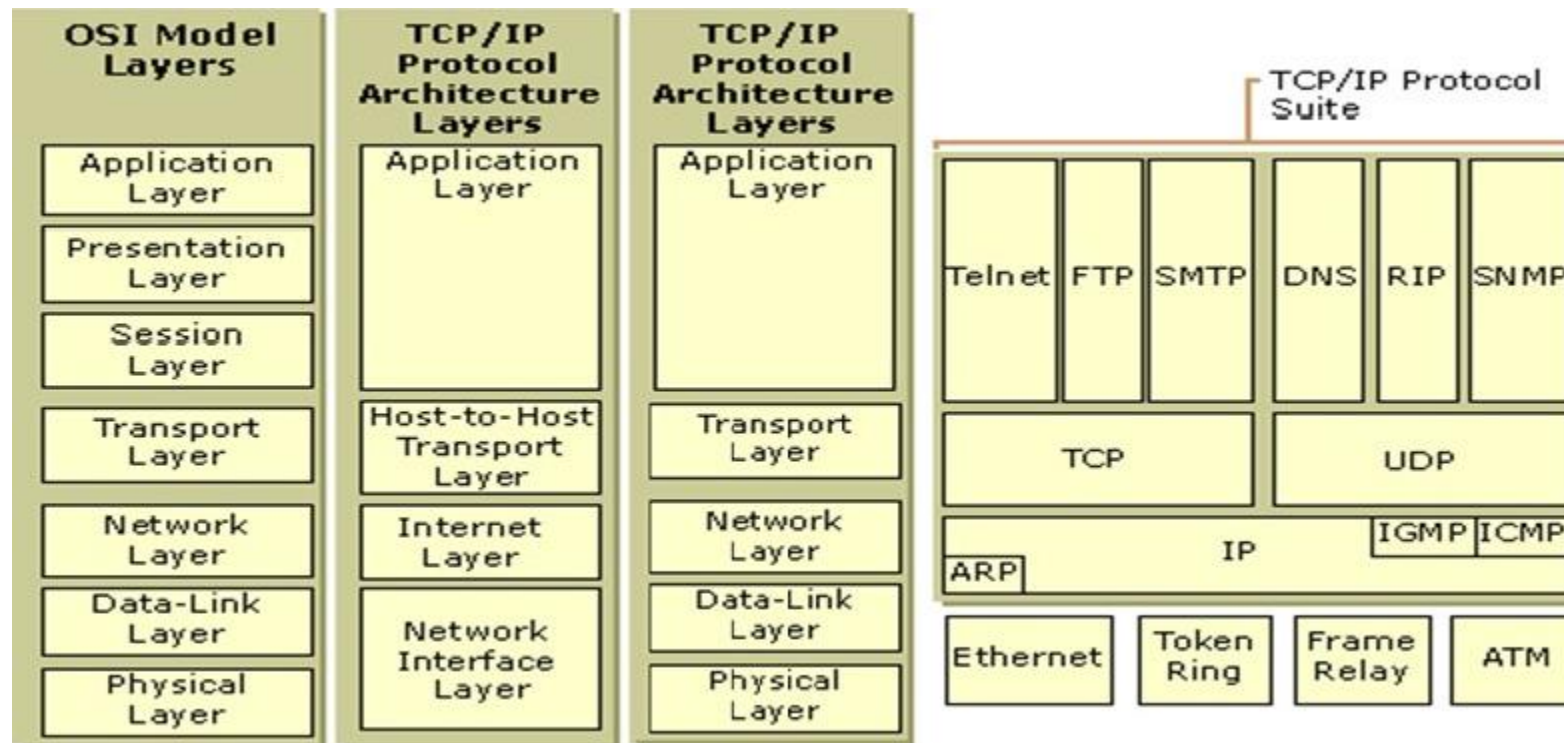 OSI Model
Layers
Application
Layer
Presentation
Layer
Session
Layer
Transport
Layer
Network
Layer
Data-Link
Layer
Physical
Layer
TCP/IP
Protocol
Architecture
Layers
Application
Layer
Host-to-Host
Transport
Layer
Internet
Layer
Network
Interface
Layer
TCP/IP
Protocol
Architecture
Layers
Application
Layer
Transport
Layer
Network
Layer
Data-Link
Layer
Physical
Layer
TCP/IP Protocol
Suite
Telnet FTP SMTP DNS RIP SNMP
TCP UDP
IGMP ICMP
IP
ARP
Ethernet
Token
Ring
Frame
Relay
ATM